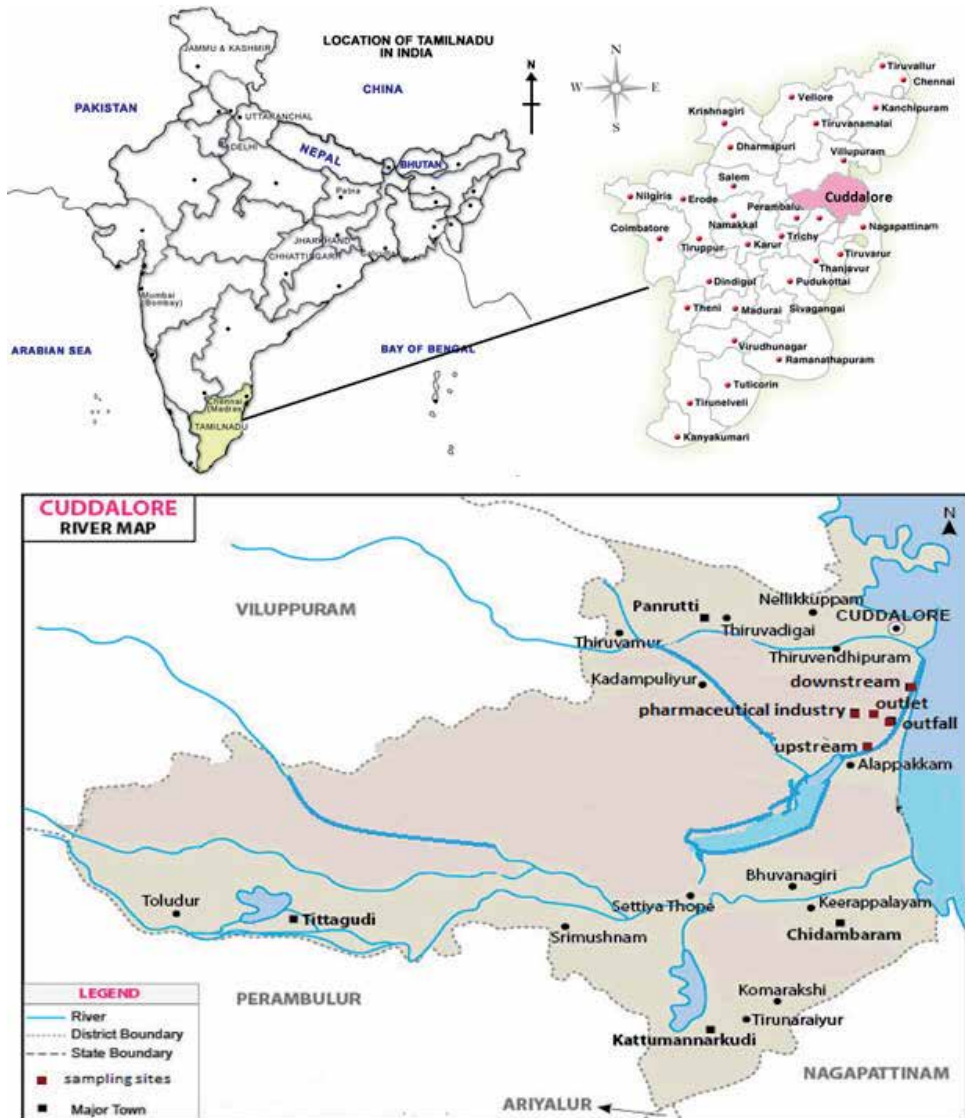 LOCATION OF TAMILNADU
IN INDIA
JAMMU & KASHMIR
PAKISTAN
CHINA
N
UTTARANCHAL
DELHI
NEPAL
BHUTAN
Patna
JHARKHAND
CHHATTISGARH
Mumbai
(Bombay)
ARABIAN SEA
BAY OF BENGAL
Chennai
(Madras)
TAMILNADU
N
W
E
S
Tiruvallur
Chennai
Vellore
Kanchipuram
Krishnagiri
Tiruvanamalai
Dharmapuri
Villupuram
Salem
Cuddalore
Nilgiris
Erode
Perambalur
Namakkal
Nagapattinam
Coimbatore
Tiruppur
Karur
Trichy
Tiruvarur
Thanjavur
Dindigul
Pudukottai
Theni
Madurai
Sivagangai
Virudhunagar
Ramanathapuram
Tuticorin
Tirunelveli
Kanyakumari
CUDDALORE
RIVER MAP
N
VILUPPURAM
Panrutti
Nellikkuppam
CUDDALORE
Thiruvadigai
Thiruvamur
Thiruvendhipuram
Kadampuliyur
downstream
pharmaceutical industry
outlet
outfall
upstream
Alappakkam
Bhuvanagiri
Toludur
Tittagudi
Settiya Thope
Keerappalayam
Srimushnam
Chidambaram
PERAMBULUR
Komarakshi
Tirunaraiyur
Kattumannarkudi
NAGAPATTINAM
ARIYALUR
LEGEND
River
District Boundary
State Boundary
sampling sites
Major Town